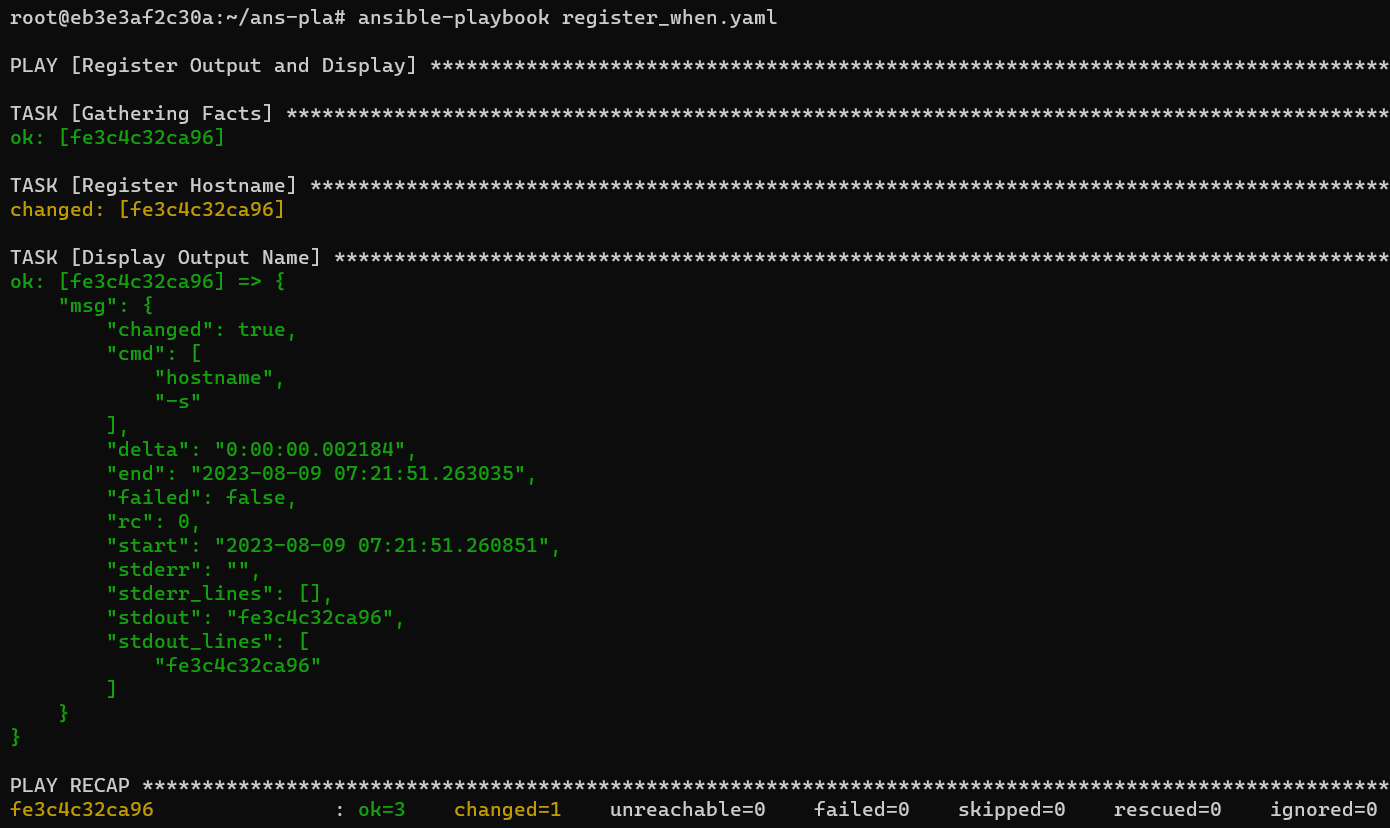 root@eb3e3af2c30a:~/ans-pla# ansible-playbook register_when.yaml

PLAY [Register Output and Display] ********************************************************************************

TASK [Gathering Facts] ********************************************************************************************
ok: [fe3c4c32ca96]

TASK [Register Hostname] ******************************************************************************************
changed: [fe3c4c32ca96]

TASK [Display Output Name] ****************************************************************************************
ok: [fe3c4c32ca96] => {
    "msg": {
        "changed": true,
        "cmd": [
            "hostname",
            "-s"
        ],
        "delta": "0:00:00.002184",
        "end": "2023-08-09 07:21:51.263035",
        "failed": false,
        "rc": 0,
        "start": "2023-08-09 07:21:51.260851",
        "stderr": "",
        "stderr_lines": [],
        "stdout": "fe3c4c32ca96",
        "stdout_lines": [
            "fe3c4c32ca96"
        ]
    }
}

PLAY RECAP ********************************************************************************************************
fe3c4c32ca96               : ok=3    changed=1    unreachable=0    failed=0    skipped=0    rescued=0    ignored=0